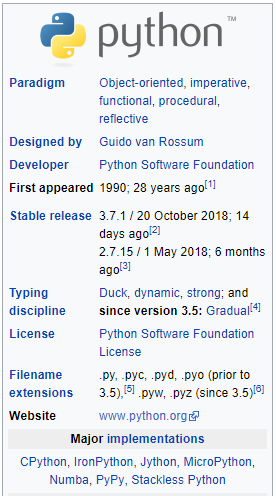 python™
Paradigm Object-oriented, imperative,
functional, procedural,
reflective
Designed by Guido van Rossum
Developer Python Software Foundation
First appeared 1990; 28 years ago[1]
Stable release 3.7.1 / 20 October 2018; 14
days ago[2]
2.7.15 / 1 May 2018; 6 months
ago[3]
Typing Duck, dynamic, strong; and
discipline since version 3.5: Gradual[4]
License Python Software Foundation
License
Filename .py, .pyc, .pyd, .pyo (prior to
extensions 3.5),[5] .pyw, .pyz (since 3.5)[6]
Website www.python.org
Major implementations
CPython, IronPython, Jython, MicroPython,
Numba, PyPy, Stackless Python